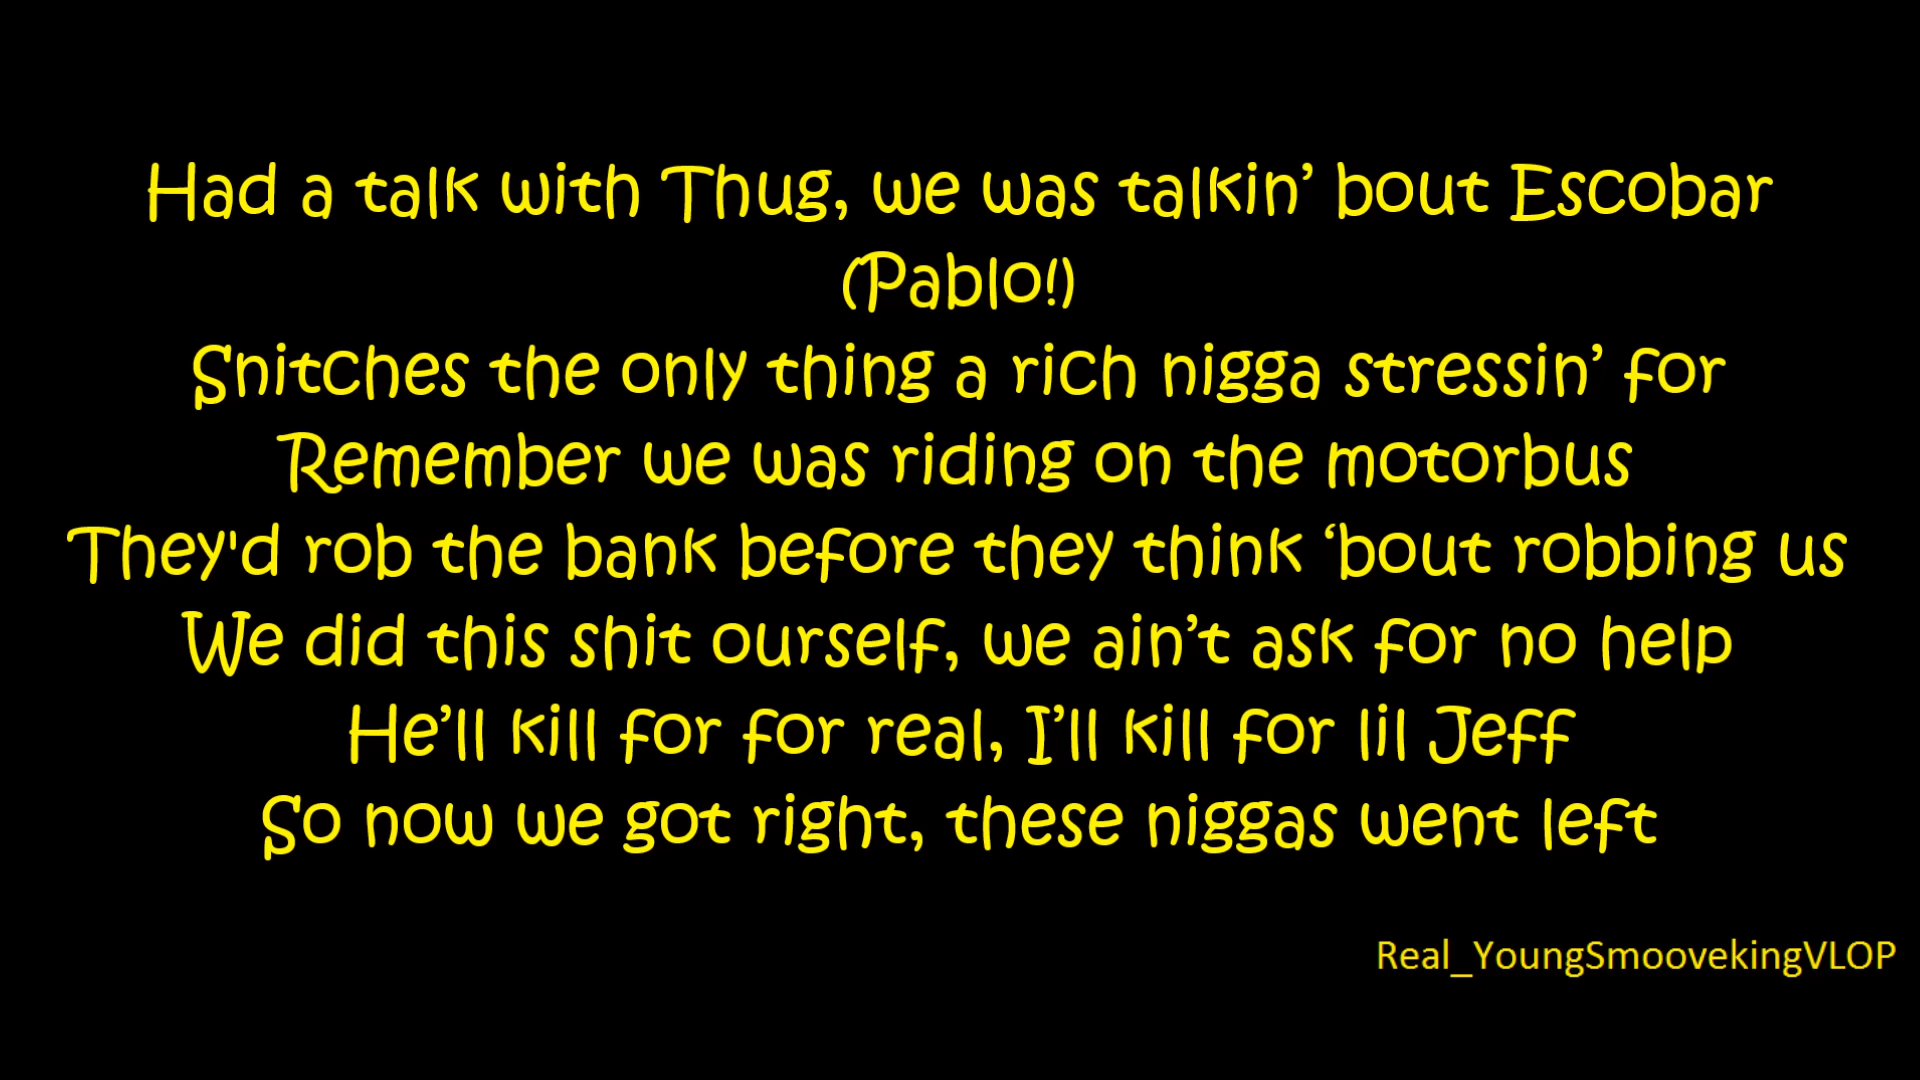 Had a talk with Thug, we was talkin’ bout Escobar
(Pablo!)
Snitches the only thing a rich nigga stressin’ for
Remember we was riding on the motorbus
They'd rob the bank before they think ‘bout robbing us
We did this shit ourself, we ain’t ask for no help
He’ll kill for for real, I’ll kill for lil Jeff
So now we got right, these niggas went left
Real_YoungSmoovekingVLOP